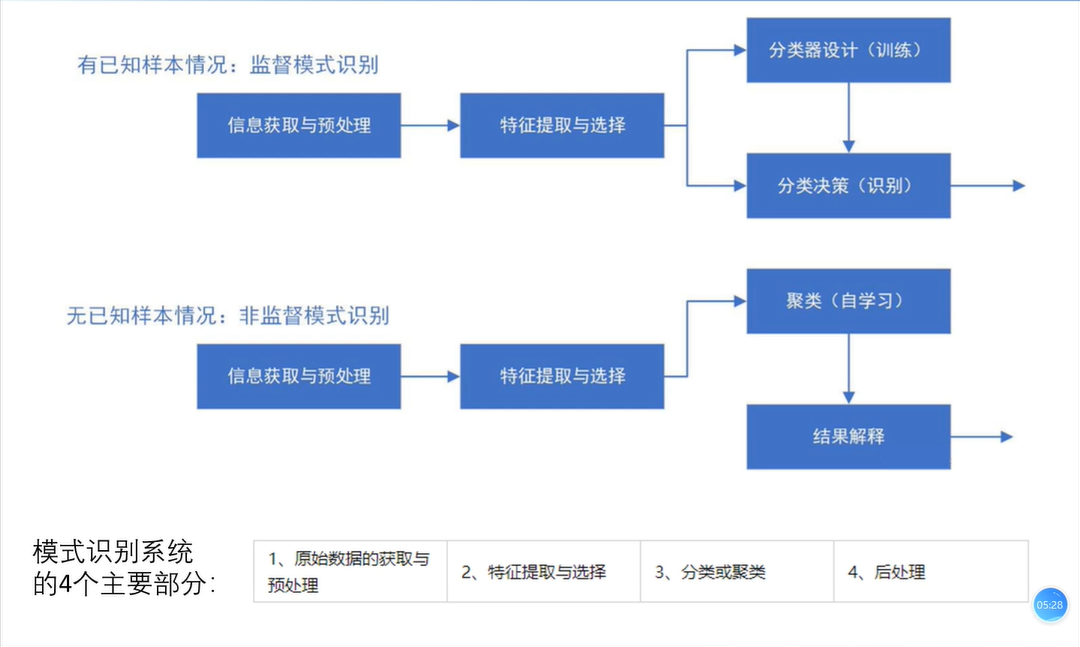 有已知样本情况：监督模式识别
信息获取与预处理
特征提取与选择
分类器设计（训练）
分类决策（识别）
无已知样本情况：非监督模式识别
信息获取与预处理
特征提取与选择
聚类（自学习）
结果解释
模式识别系统
的4个主要部分：
1、原始数据的获取与
预处理
2、特征提取与选择
3、分类或聚类
4、后处理
05:28